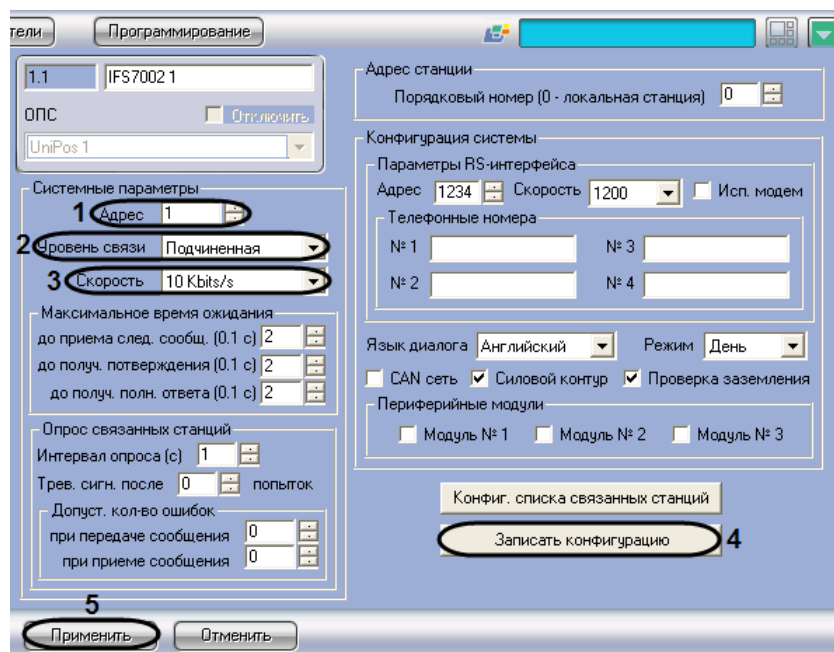 тели
Программирование
1.1
IFS7002 1
ОПС
Отключить
UniPos 1
Системные параметры
1
Адрес
1
2
Уровень связи
Подчиненная
3
Скорость
10 Kbits/s
Максимальное время ожидания
до приема след. сообщ. (0.1 с)
2
до получ. потверждения (0.1 с)
2
до получ. полн. ответа (0.1 с)
2
Опрос связанных станций
Интервал опроса (с)
1
Трев. сигн. после
0
попыток
Допуст. кол-во ошибок
при передаче сообщения
0
при приеме сообщения
0
Адрес станции
Порядковый номер (0 - локальная станция)
0
Конфигурация системы
Параметры RS-интерфейса
Адрес
1234
Скорость
1200
Исп. модем
Телефонные номера
№ 1
№ 3
№ 2
№ 4
Язык диалога
Английский
Режим
День
CAN сеть
Силовой контур
Проверка заземления
Периферийные модули
Модуль № 1
Модуль № 2
Модуль № 3
Конфиг. списка связанных станций
Записать конфигурацию
4
5
Применить
Отменить